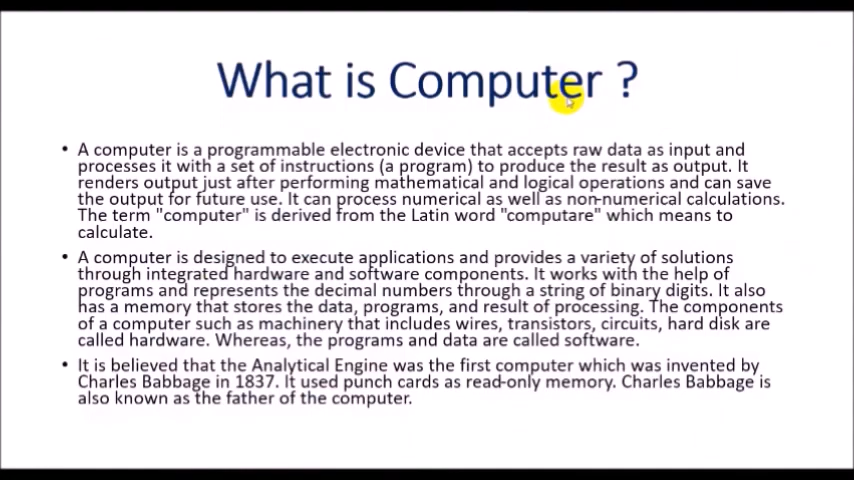 What is Computer ?
• A computer is a programmable electronic device that accepts raw data as input and
processes it with a set of instructions (a program) to produce the result as output. It
renders output just after performing mathematical and logical operations and can save
the output for future use. It can process numerical as well as non-numerical calculations.
The term "computer" is derived from the Latin word "computare" which means to
calculate.
• A computer is designed to execute applications and provides a variety of solutions
through integrated hardware and software components. It works with the help of
programs and represents the decimal numbers through a string of binary digits. It also
has a memory that stores the data, programs, and result of processing. The components
of a computer such as machinery that includes wires, transistors, circuits, hard disk are
called hardware. Whereas, the programs and data are called software.
• It is believed that the Analytical Engine was the first computer which was invented by
Charles Babbage in 1837. It used punch cards as read-only memory. Charles Babbage is
also known as the father of the computer.